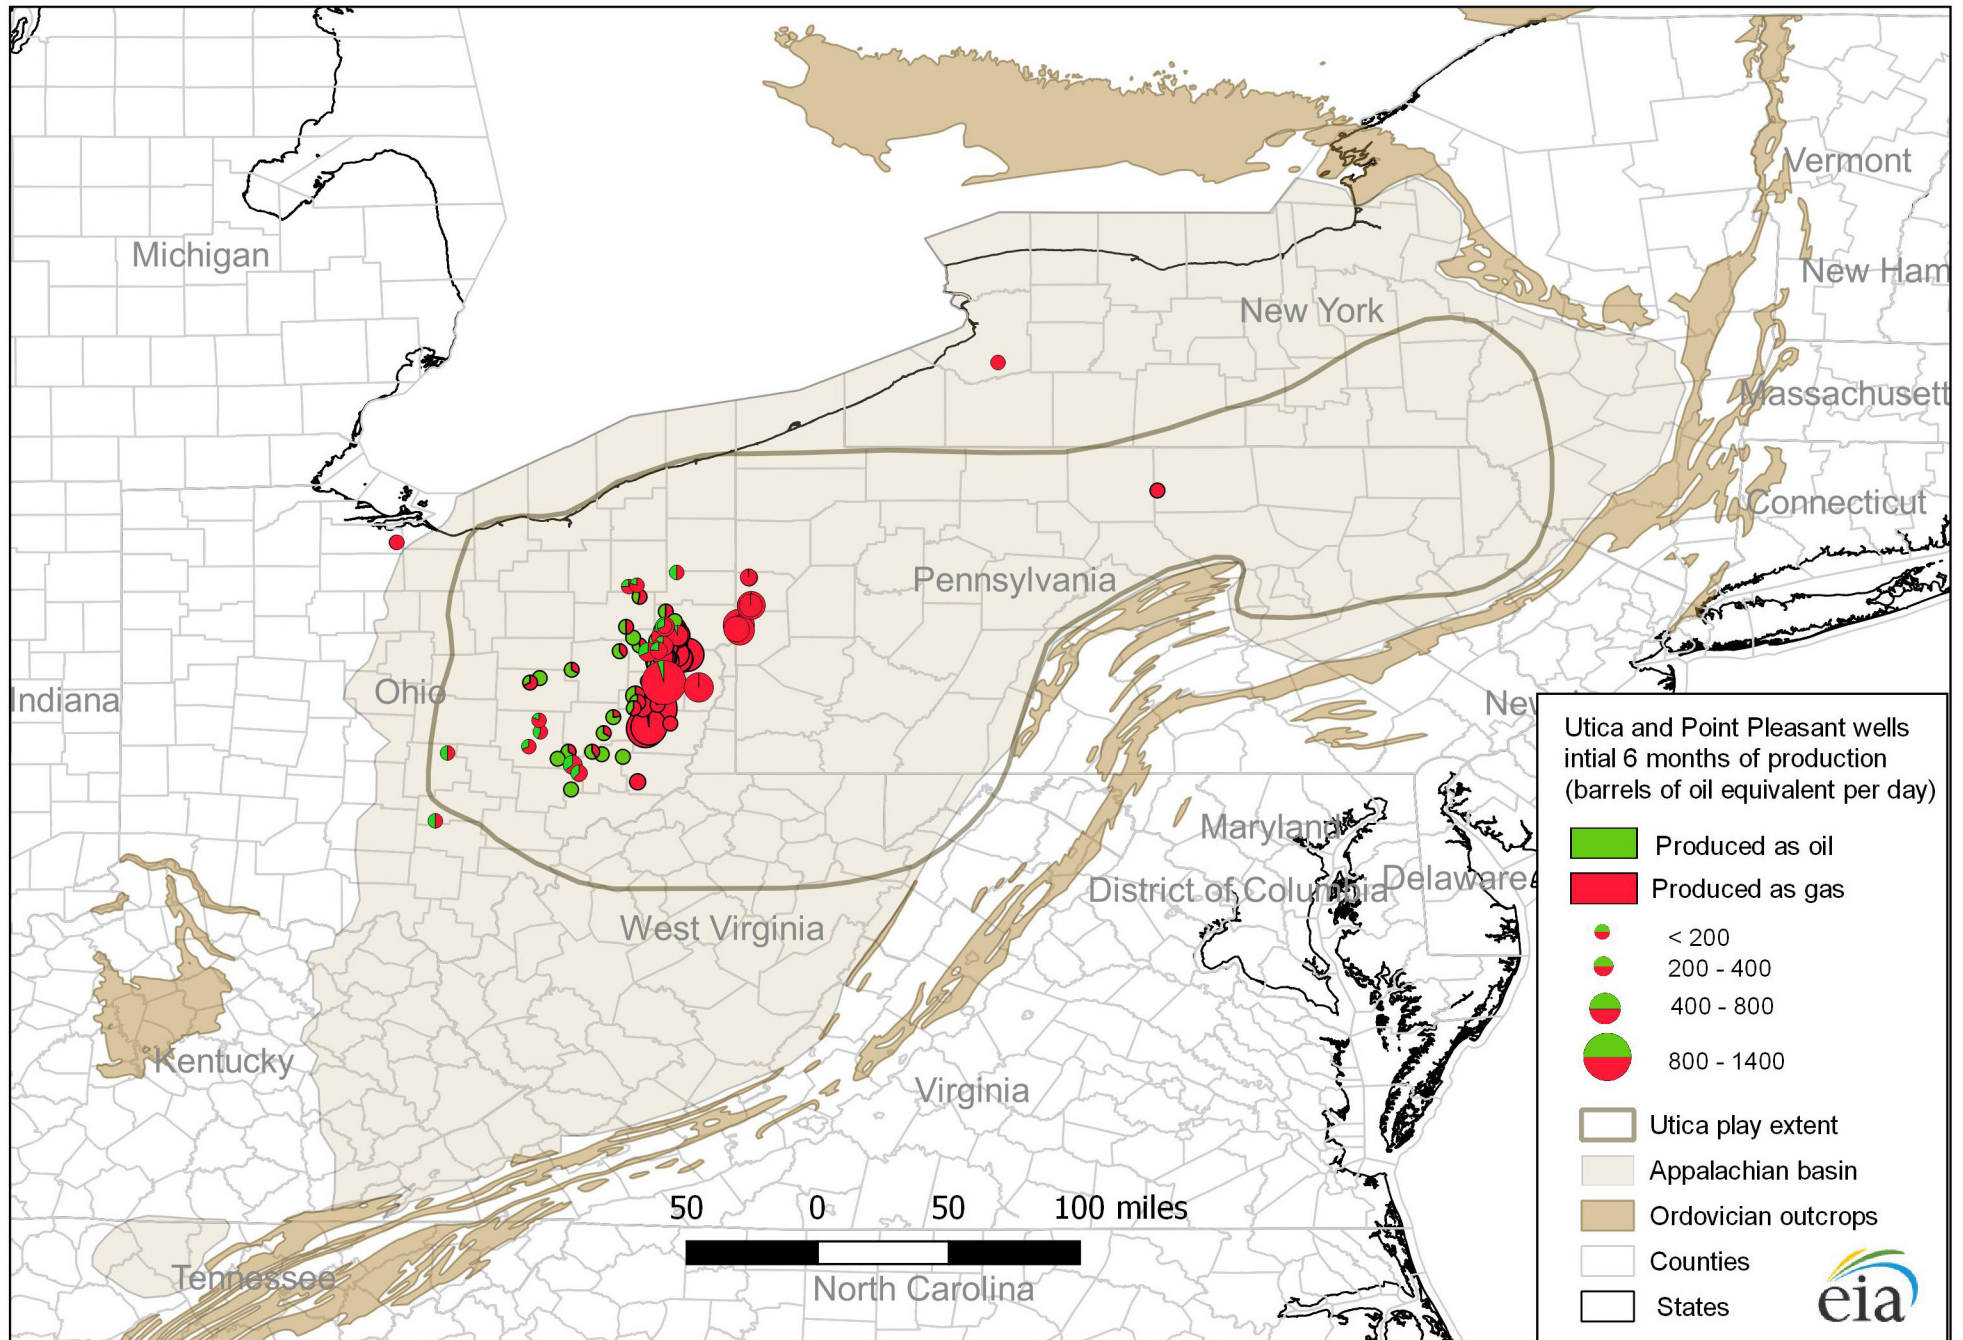 Michigan
Vermont
New Ham
New York
Massachusett
Connecticut
Pennsylvania
Indiana
Ohio
New
Maryland
District of Columbia
Delaware
West Virginia
Kentucky
Virginia
Tennessee
North Carolina
50 0 50 100 miles
Utica and Point Pleasant wells
intial 6 months of production
(barrels of oil equivalent per day)
Produced as oil
Produced as gas
< 200
200 - 400
400 - 800
800 - 1400
Utica play extent
Appalachian basin
Ordovician outcrops
Counties
States
eia